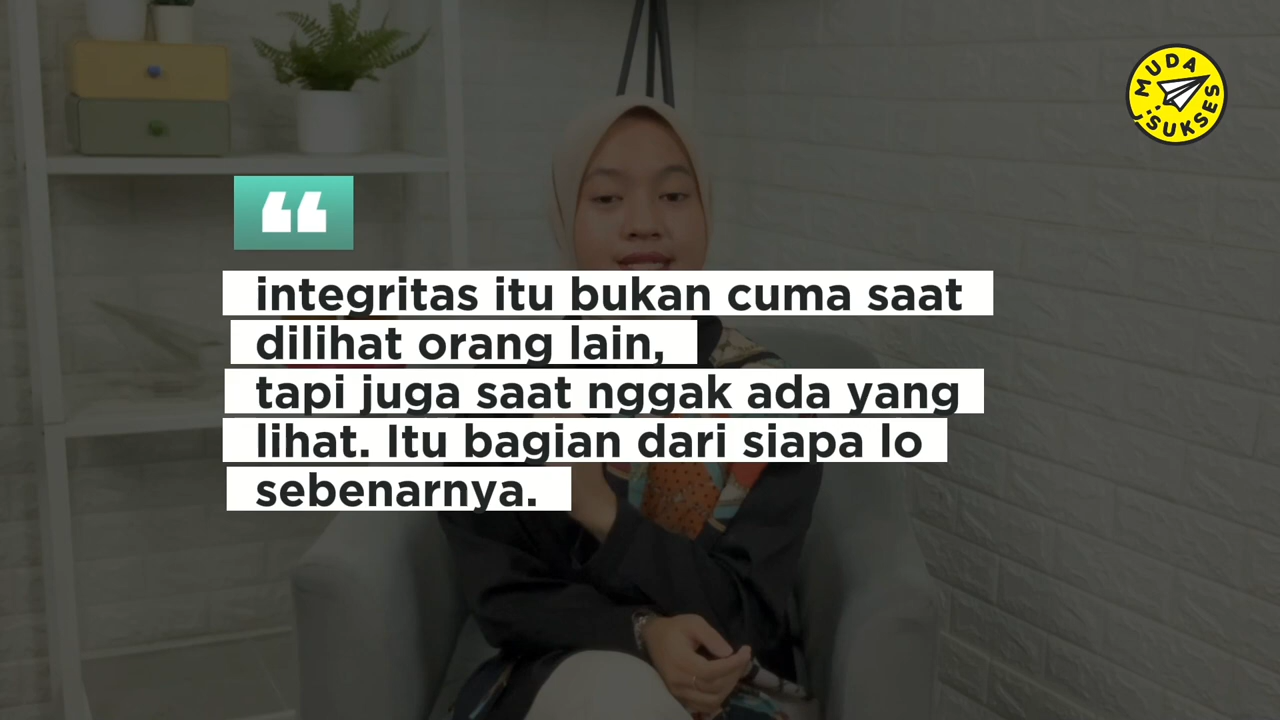 MUDA
SUKSES
“
integritas itu bukan cuma saat
dilihat orang lain,
tapi juga saat nggak ada yang
lihat. Itu bagian dari siapa lo
sebenarnya.